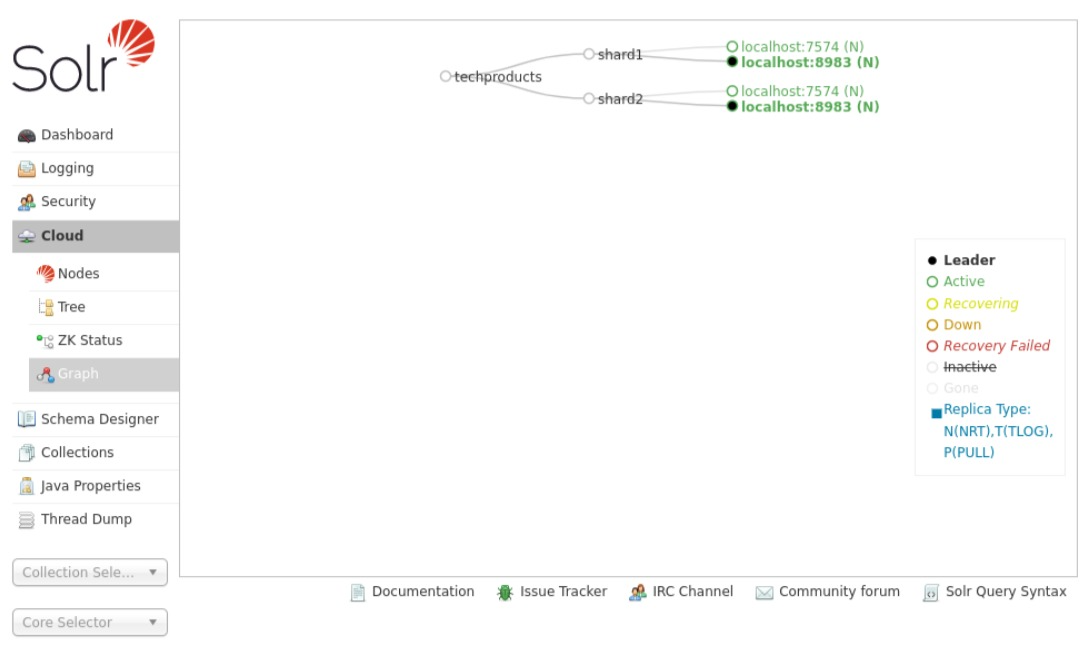 Solr
Dashboard
Logging
Security
Cloud
Nodes
Tree
ZK Status
Graph
Schema Designer
Collections
Java Properties
Thread Dump
Collection Sele...
Core Selector
techproducts
shard1
localhost:7574 (N)
localhost:8983 (N)
shard2
localhost:7574 (N)
localhost:8983 (N)
Leader
Active
Recovering
Down
Recovery Failed
Inactive
Gone
Replica Type:
N(NRT),T(TLOG),
P(PULL)
Documentation Issue Tracker IRC Channel Community forum Solr Query Syntax